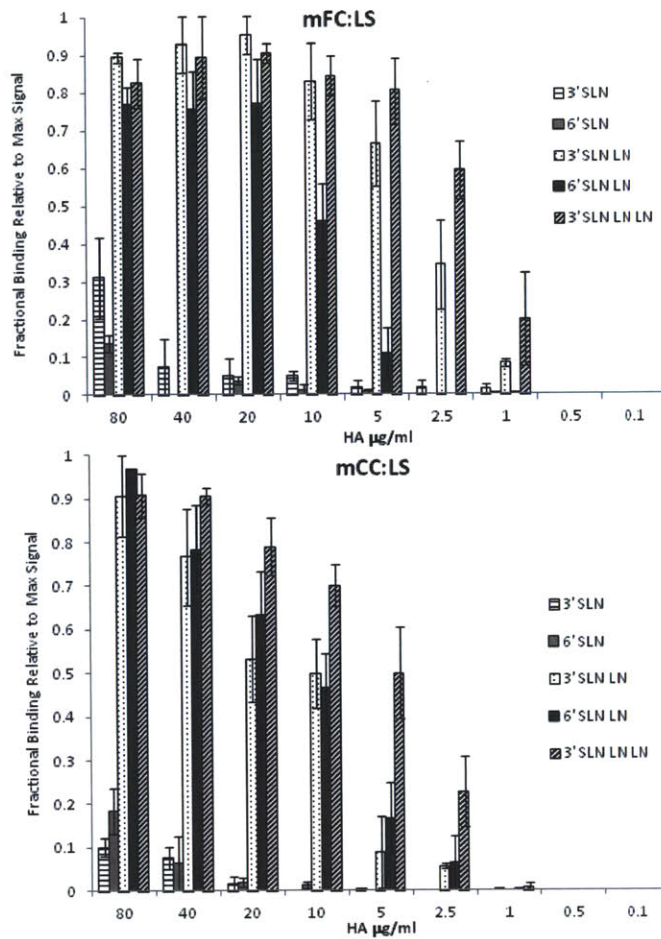 mFC:LS
Fractional Binding Relative to Max Signal
1
0.9
0.8
0.7
0.6
0.5
0.4
0.3
0.2
0.1
0
3'SLN
6'SLN
3'SLN LN
6'SLN LN
3'SLN LN LN
80 40 20 10 5 2.5 1 0.5 0.1
HA µg/ml
mCC:LS
Fractional Binding Relative to Max Signal
1
0.9
0.8
0.7
0.6
0.5
0.4
0.3
0.2
0.1
0
3'SLN
6'SLN
3'SLN LN
6'SLN LN
3'SLN LN LN
80 40 20 10 5 2.5 1 0.5 0.1
HA µg/ml